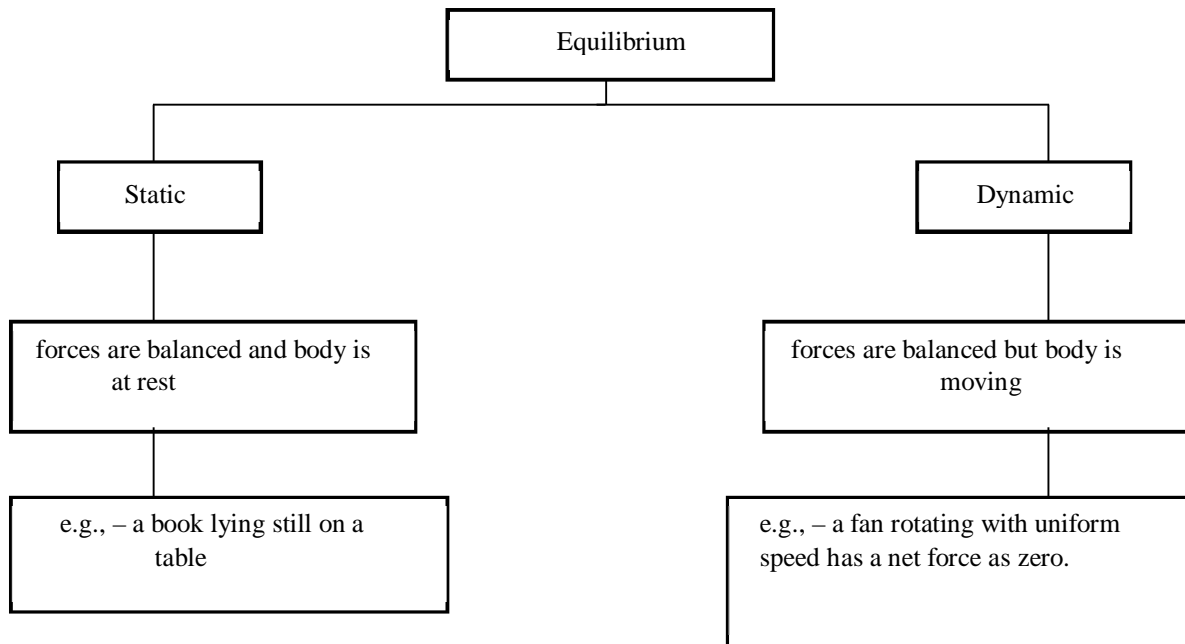 Equilibrium
Static
Dynamic
forces are balanced and body is
at rest
forces are balanced but body is
moving
e.g., – a book lying still on a
table
e.g., – a fan rotating with uniform
speed has a net force as zero.